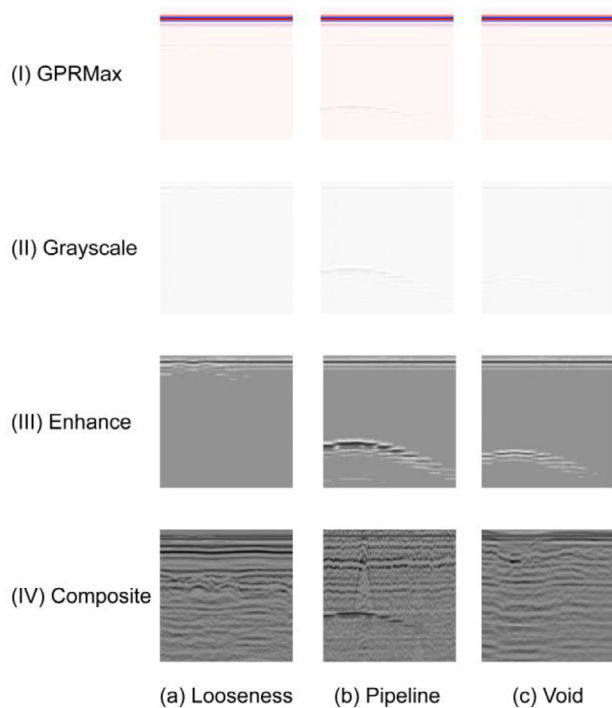 (I) GPRMax
(II) Grayscale
(III) Enhance
(IV) Composite
(a) Looseness (b) Pipeline (c) Void